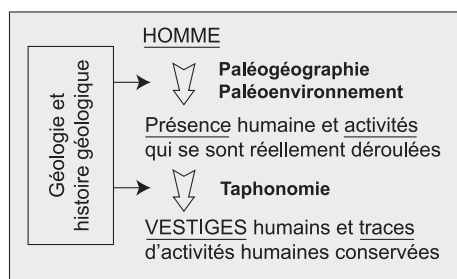 HOMME
Géologie et
histoire géologique
Paléogéographie
Paléoenvironnement
Présence humaine et activités
qui se sont réellement déroulées
Taphonomie
VESTIGES humains et traces
d'activités humaines conservées